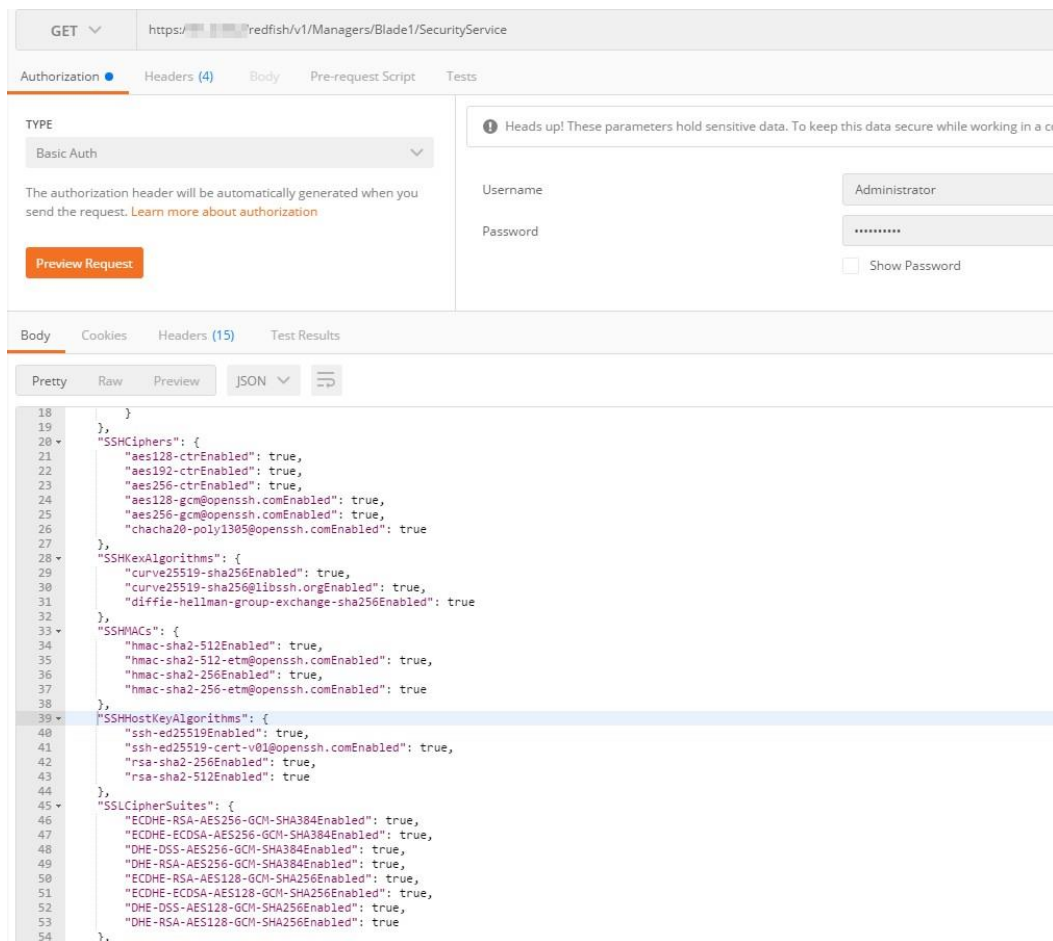 GET https:/ redfish/v1/Managers/Blade1/SecurityService
Authorization Headers (4) Body Pre-request Script Tests
TYPE
Basic Auth
The authorization header will be automatically generated when you
send the request. Learn more about authorization
Preview Request
Heads up! These parameters hold sensitive data. To keep this data secure while working in a
Username Administrator
Password ••••••••••
Show Password
Body Cookies Headers (15) Test Results
Pretty Raw Preview JSON
18 }
19 },
20 "SSHCiphers": {
21 "aes128-ctrEnabled": true,
22 "aes192-ctrEnabled": true,
23 "aes256-ctrEnabled": true,
24 "aes128-gcm@openssh.comEnabled": true,
25 "aes256-gcm@openssh.comEnabled": true,
26 "chacha20-poly1305@openssh.comEnabled": true
27 },
28 "SSHKexAlgorithms": {
29 "curve25519-sha256Enabled": true,
30 "curve25519-sha256@libssh.orgEnabled": true,
31 "diffie-hellman-group-exchange-sha256Enabled": true
32 },
33 "SSHMACs": {
34 "hmac-sha2-512Enabled": true,
35 "hmac-sha2-512-etm@openssh.comEnabled": true,
36 "hmac-sha2-256Enabled": true,
37 "hmac-sha2-256-etm@openssh.comEnabled": true
38 },
39 "SSHHostKeyAlgorithms": {
40 "ssh-ed25519Enabled": true,
41 "ssh-ed25519-cert-v01@openssh.comEnabled": true,
42 "rsa-sha2-256Enabled": true,
43 "rsa-sha2-512Enabled": true
44 },
45 "SSLCipherSuites": {
46 "ECDHE-RSA-AES256-GCM-SHA384Enabled": true,
47 "ECDHE-ECDSA-AES256-GCM-SHA384Enabled": true,
48 "DHE-DSS-AES256-GCM-SHA384Enabled": true,
49 "DHE-RSA-AES256-GCM-SHA384Enabled": true,
50 "ECDHE-RSA-AES128-GCM-SHA256Enabled": true,
51 "ECDHE-ECDSA-AES128-GCM-SHA256Enabled": true,
52 "DHE-DSS-AES128-GCM-SHA256Enabled": true,
53 "DHE-RSA-AES128-GCM-SHA256Enabled": true
54 },